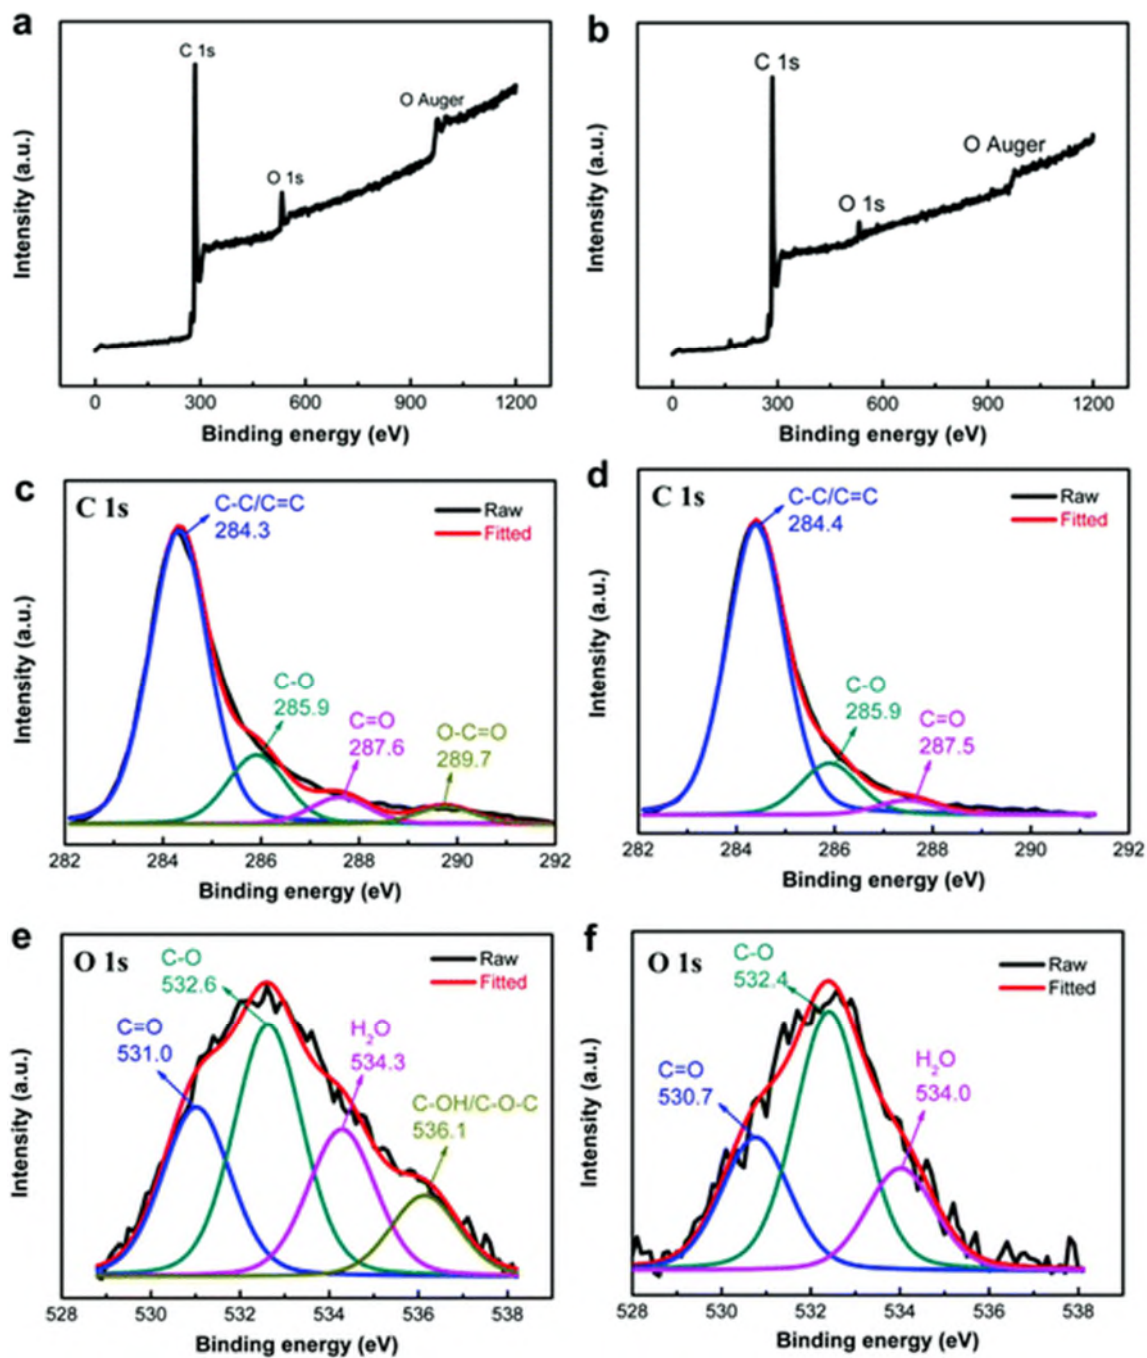 a
C 1s
O 1s
O Auger
Intensity (a.u.)
0 300 600 900 1200
Binding energy (eV)
b
C 1s
O 1s
O Auger
Intensity (a.u.)
0 300 600 900 1200
Binding energy (eV)
c
C 1s
C-C/C=C
284.3
Raw
Fitted
C-O
285.9
C=O
287.6
O-C=O
289.7
Intensity (a.u.)
282 284 286 288 290 292
Binding energy (eV)
d
C 1s
C-C/C=C
284.4
Raw
Fitted
C-O
285.9
C=O
287.5
Intensity (a.u.)
282 284 286 288 290 292
Binding energy (eV)
e
O 1s
C-O
532.6
Raw
Fitted
C=O
531.0
H₂O
534.3
C-OH/C-O-C
536.1
Intensity (a.u.)
528 530 532 534 536 538
Binding energy (eV)
f
O 1s
C-O
532.4
Raw
Fitted
C=O
530.7
H₂O
534.0
Intensity (a.u.)
528 530 532 534 536 538
Binding energy (eV)